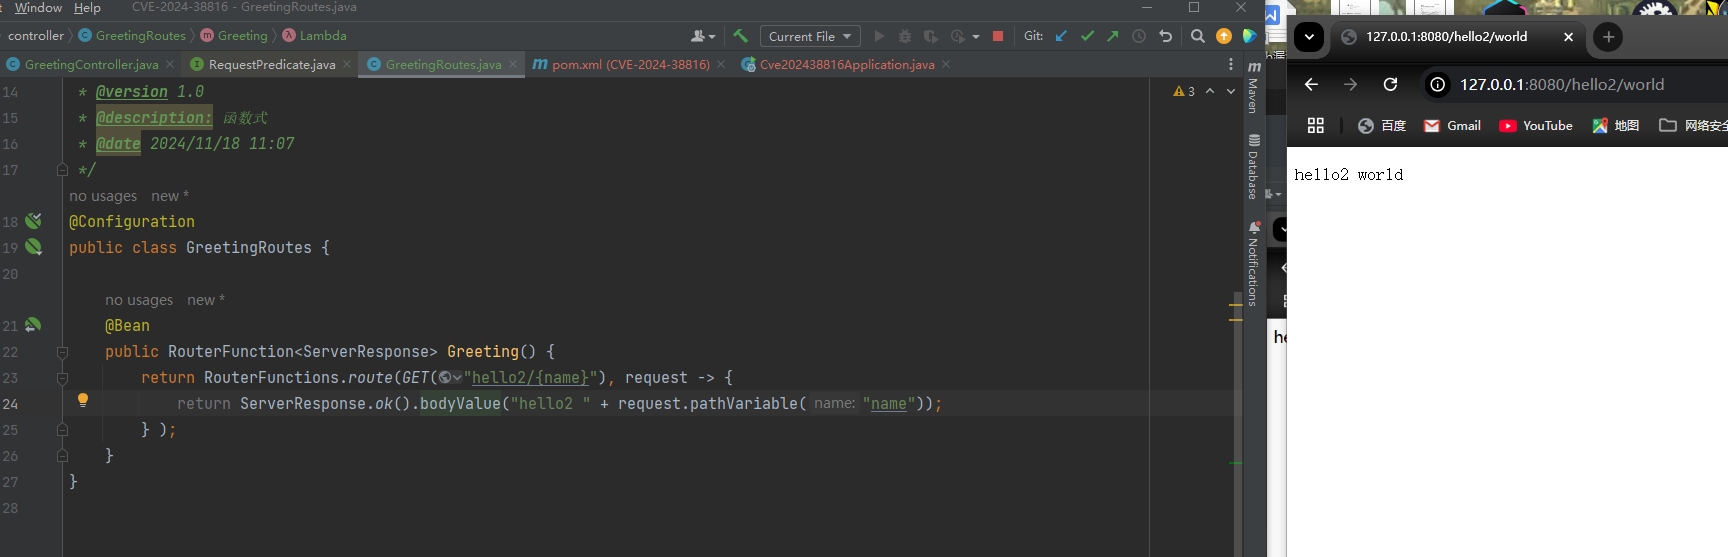 Window Help CVE-2024-38816 - GreetingRoutes.java
controller GreetingRoutes Greeting Lambda Current File Git:
GreetingController.java RequestPredicate.java GreetingRoutes.java pom.xml (CVE-2024-38816) Cve202438816Application.java
14 * @version 1.0
3
15 * @description: 函数式
16 * @date 2024/11/18 11:07
17 */
no usages new *
18 @Configuration
19 public class GreetingRoutes {
20
no usages new *
21 @Bean
22 public RouterFunction<ServerResponse> Greeting() {
23 return RouterFunctions.route(GET("hello2/{name}"), request -> {
24 return ServerResponse.ok().bodyValue("hello2 " + request.pathVariable( name: "name"));
25 } );
26 }
27 }
28
Maven
Database
Notifications
he
127.0.0.1:8080/hello2/world
127.0.0.1:8080/hello2/world
百度 Gmail YouTube 地图 网络安全
hello2 world